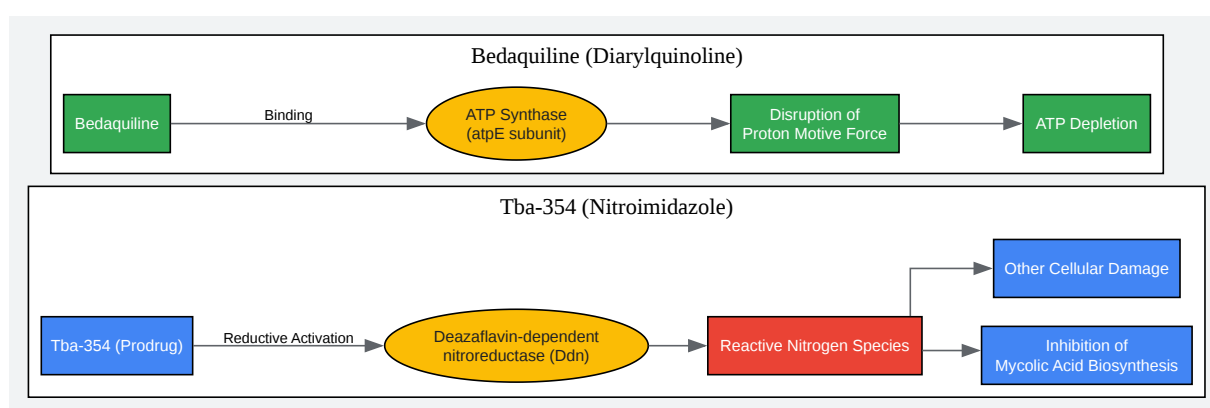 Bedaquiline (Diarylquinoline)
Bedaquiline
Binding
ATP Synthase
(atpE subunit)
Disruption of
Proton Motive Force
ATP Depletion
Tba-354 (Nitroimidazole)
Tba-354 (Prodrug)
Reductive Activation
Deazaflavin-dependent
nitroreductase (Ddn)
Reactive Nitrogen Species
Other Cellular Damage
Inhibition of
Mycolic Acid Biosynthesis